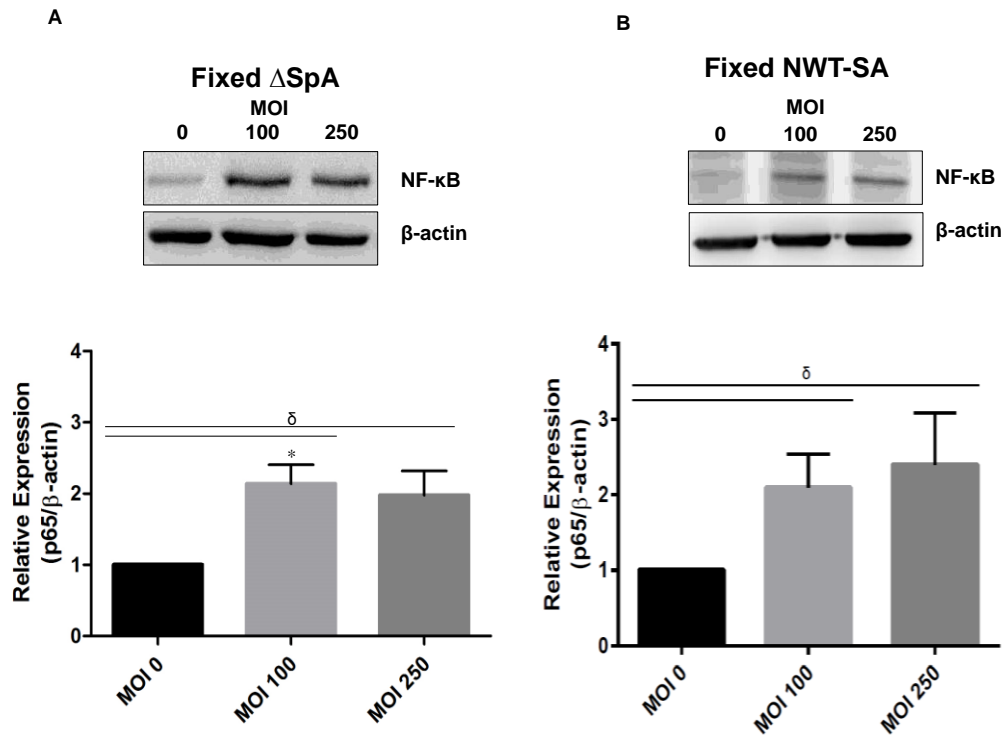 A
Fixed ΔSpA
MOI
0 100 250
NF-κB
β-actin
4
3
2
1
0
Relative Expression
(p65/β-actin)
δ
*
MOI 0
MOI 100
MOI 250
B
Fixed NWT-SA
MOI
0 100 250
NF-κB
β-actin
4
3
2
1
0
Relative Expression
(p65/β-actin)
δ
MOI 0
MOI 100
MOI 250